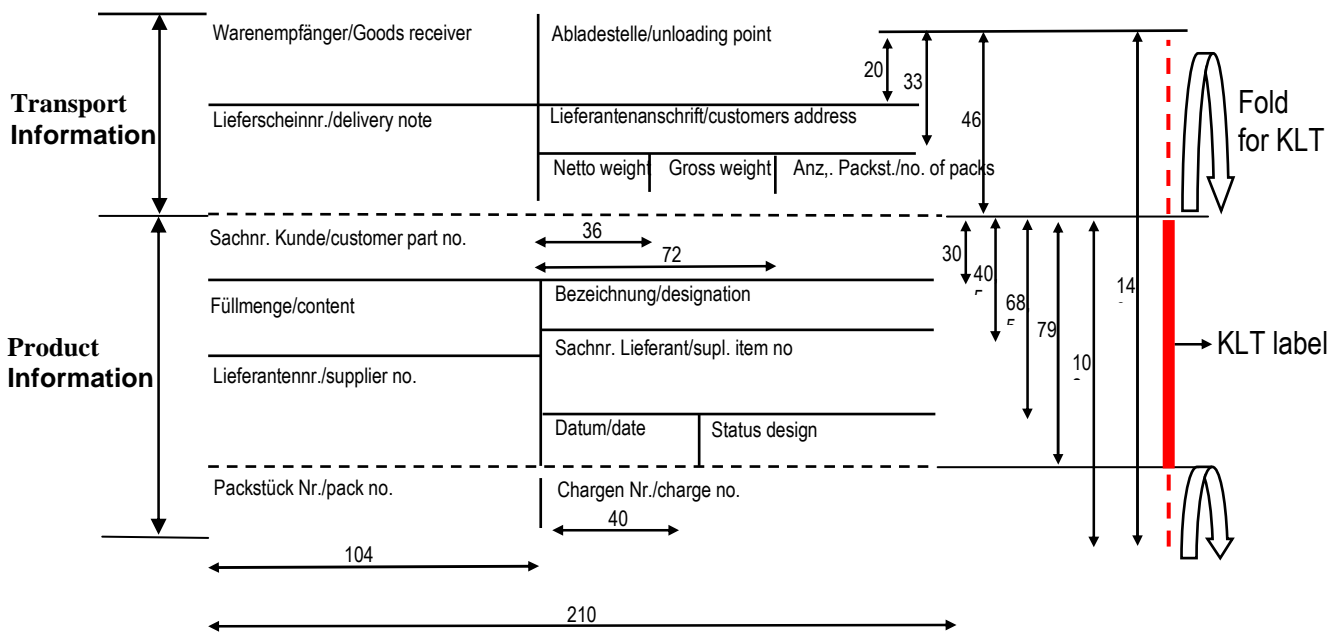 Warenempfänger/Goods receiver
Abladestelle/unloading point
20
33
46
Transport
Information
Lieferscheinnr./delivery note
Lieferantenanschrift/customers address
Fold
for KLT
Netto weight
Gross weight
Anz,. Packst./no. of packs
Sachnr. Kunde/customer part no.
36
72
30
40
68
79
10
14
Füllmenge/content
Bezeichnung/designation
Product
Information
Sachnr. Lieferant/supl. item no
KLT label
Lieferantennr./supplier no.
Datum/date
Status design
Packstück Nr./pack no.
Chargen Nr./charge no.
40
104
210